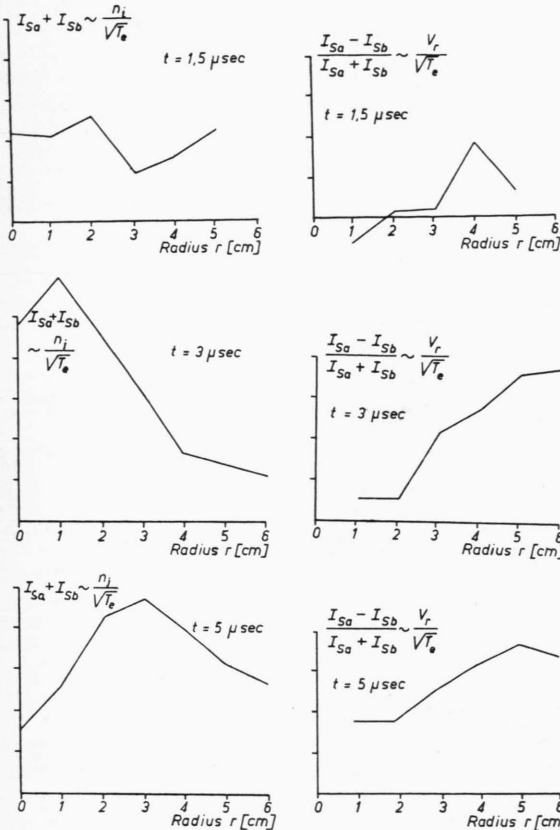 I_Sa + I_Sb ~ n_i / √T_e
t = 1,5 μsec
0 1 2 3 4 5 6
Radius r [cm]
I_Sa − I_Sb / I_Sa + I_Sb ~ V_r / √T_e
t = 1,5 μsec
0 1 2 3 4 5 6
Radius r [cm]
I_Sa + I_Sb
~ n_i / √T_e
t = 3 μsec
0 1 2 3 4 5 6
Radius r [cm]
I_Sa − I_Sb / I_Sa + I_Sb ~ V_r / √T_e
t = 3 μsec
0 1 2 3 4 5 6
Radius r [cm]
I_Sa + I_Sb ~ n_i / √T_e
t = 5 μsec
0 1 2 3 4 5 6
Radius r [cm]
I_Sa − I_Sb / I_Sa + I_Sb ~ V_r / √T_e
t = 5 μsec
0 1 2 3 4 5 6
Radius r [cm]